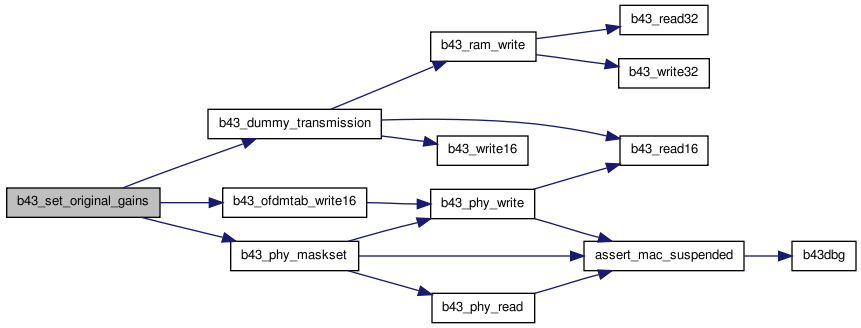 b43_read32
b43_ram_write
b43_write32
b43_dummy_transmission
b43_write16
b43_read16
b43_set_original_gains
b43_ofdmtab_write16
b43_phy_write
b43_phy_maskset
assert_mac_suspended
b43dbg
b43_phy_read